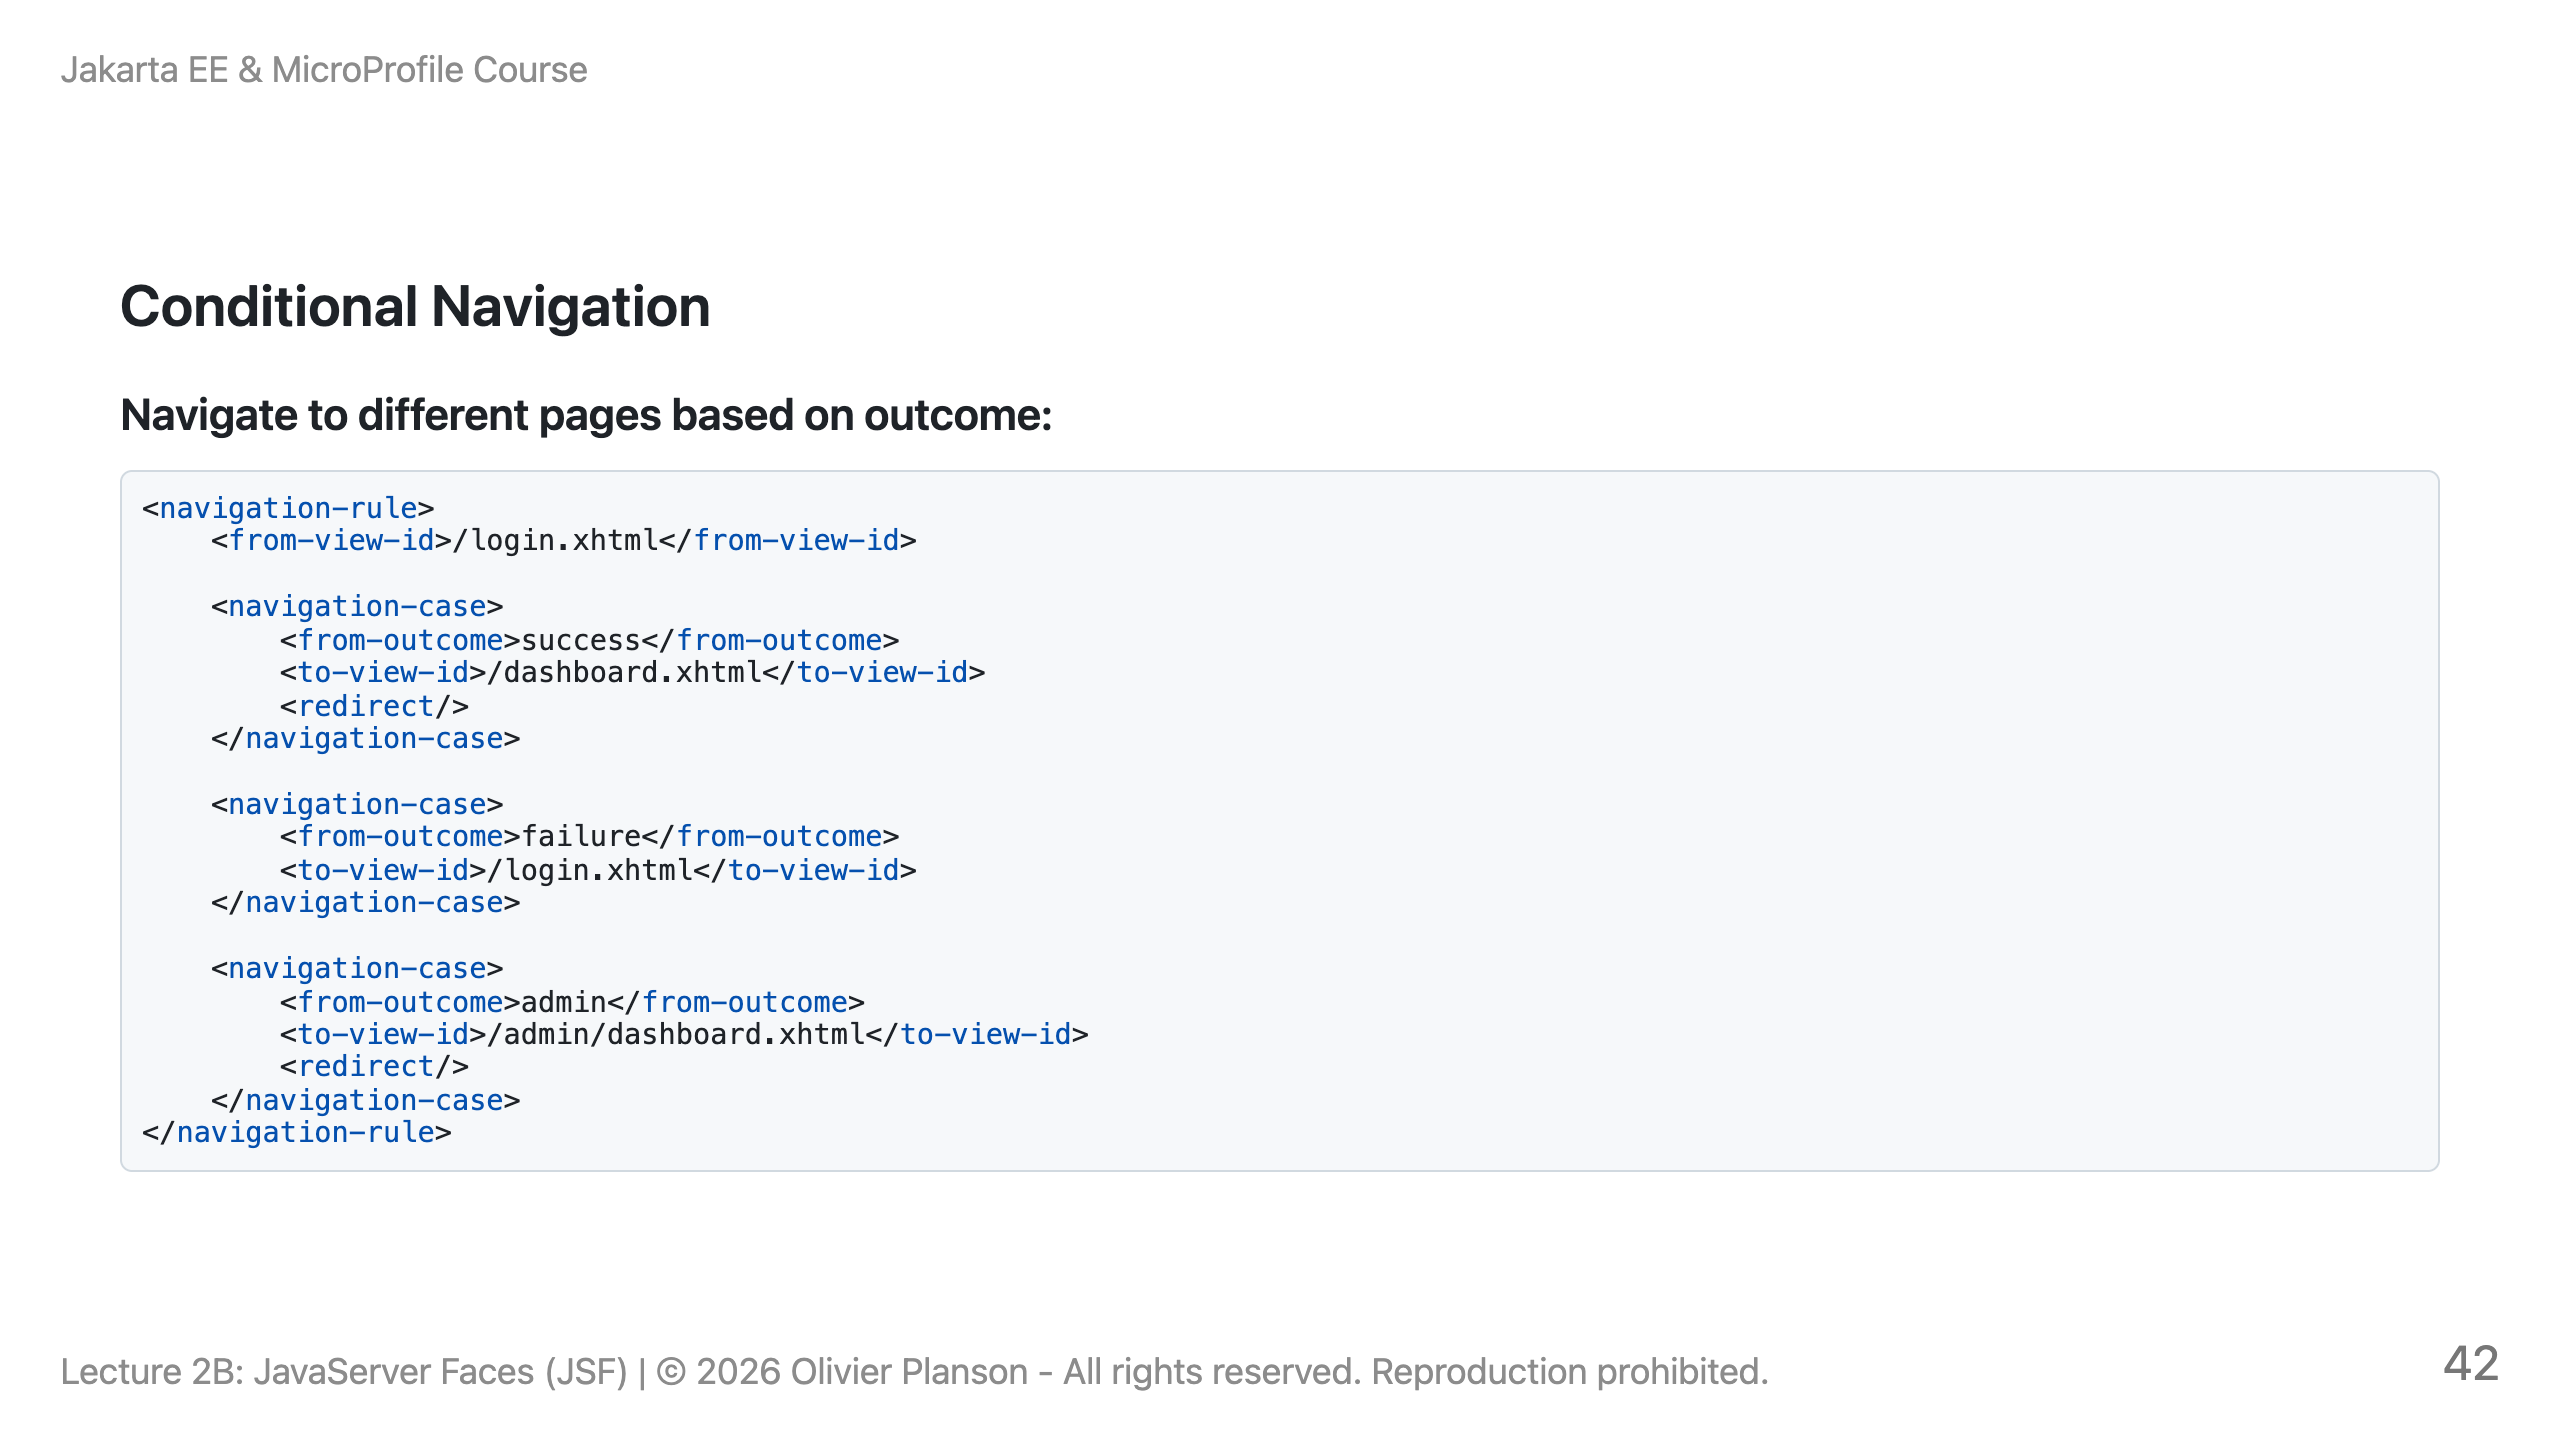 Jakarta EE & MicroProfile Course
Conditional Navigation
Navigate to different pages based on outcome:
<navigation-rule>
    <from-view-id>/login.xhtml</from-view-id>

    <navigation-case>
        <from-outcome>success</from-outcome>
        <to-view-id>/dashboard.xhtml</to-view-id>
        <redirect/>
    </navigation-case>

    <navigation-case>
        <from-outcome>failure</from-outcome>
        <to-view-id>/login.xhtml</to-view-id>
    </navigation-case>

    <navigation-case>
        <from-outcome>admin</from-outcome>
        <to-view-id>/admin/dashboard.xhtml</to-view-id>
        <redirect/>
    </navigation-case>
</navigation-rule>
Lecture 2B: JavaServer Faces (JSF) | © 2026 Olivier Planson - All rights reserved. Reproduction prohibited.
42